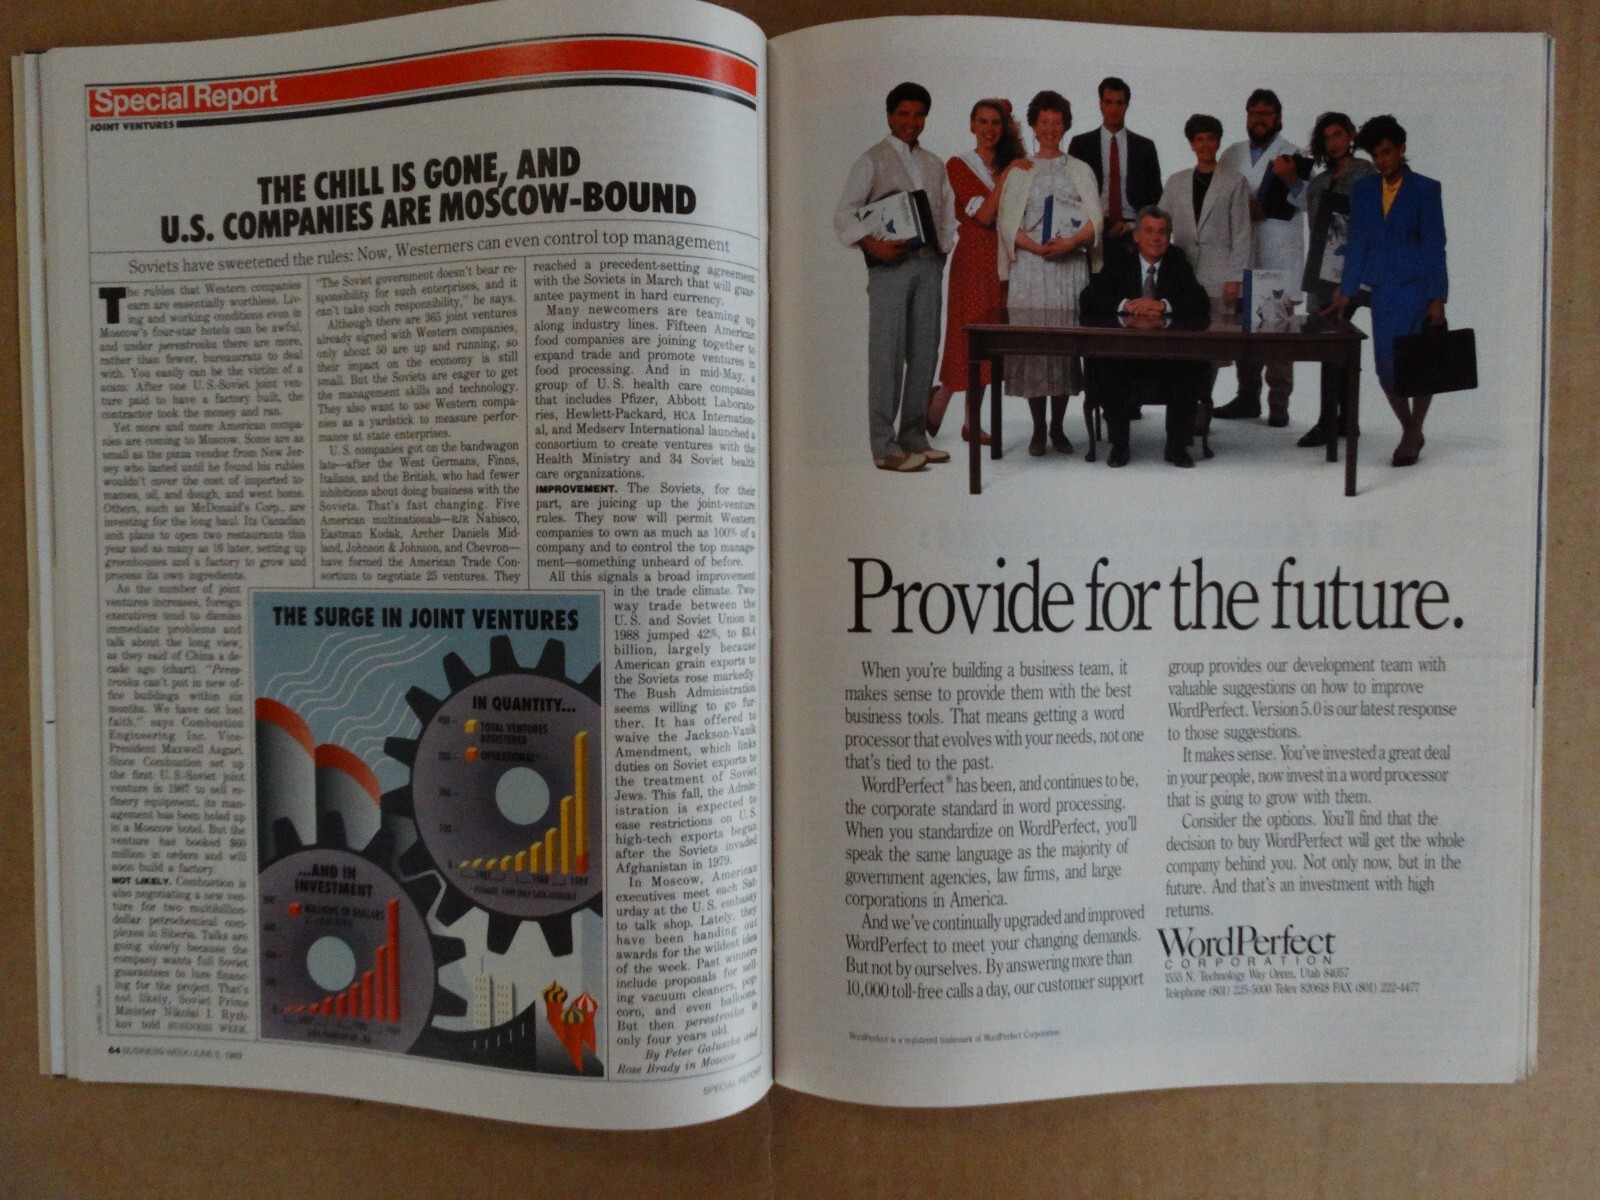 Special Report
JOINT VENTURES
THE CHILL IS GONE, AND
U.S. COMPANIES ARE MOSCOW-BOUND
Soviets have sweetened the rules: Now, Westerners can even control top management
The rubles that Western companies
earn are essentially worthless. Liv-
ing and working conditions even in
Moscow's four-star hotels can be awful,
and under perestroika there are more,
rather than fewer, bureaucrats to deal
with. You easily can be the victim of a
scam: After one U.S.-Soviet joint ven-
ture paid to have a factory built, the
contractor took the money and ran.
Yet more and more American compa-
nies are coming to Moscow. Some are as
small as the pizza vendor from New Jer-
sey who lasted until he found his rubles
wouldn't cover the cost of imported to-
matoes, oil, and dough, and went home.
Others, such as McDonald's Corp., are
investing for the long haul. Its Canadian
unit plans to open two restaurants this
year and as many as 16 later, setting up
greenhouses and a factory to grow and
process its own ingredients.
As the number of joint
ventures increases, foreign
executives tend to dismiss
immediate problems and
talk about the long view,
as they said of China a de-
cade ago (chart). "Peres-
troika can't put in new of-
fice buildings within six
months. We have not lost
faith," says Combustion
Engineering Inc. Vice-
President Maxwell Asgari.
Since Combustion set up
the first U.S.-Soviet joint
venture in 1987 to sell re-
finery equipment, its man-
agement has been holed up
in a Moscow hotel. But the
venture has booked $60
million in orders and will
soon build a factory.
NOT LIKELY. Combustion is
also negotiating a new ven-
ture for two multibillion-
dollar petrochemical com-
plexes in Siberia. Talks are
going slowly because the
company wants full Soviet
guarantees to lure financ-
ing for the project. That's
not likely, Soviet Prime
Minister Nikolai I. Ryzh-
kov told BUSINESS WEEK.
"The Soviet government doesn't bear re-
sponsibility for such enterprises, and it
can't take such responsibility," he says.
Although there are 365 joint ventures
already signed with Western companies,
only about 50 are up and running, so
their impact on the economy is still
small. But the Soviets are eager to get
the management skills and technology.
They also want to use Western compa-
nies as a yardstick to measure perfor-
mance at state enterprises.
U.S. companies got on the bandwagon
late—after the West Germans, Finns,
Italians, and the British, who had fewer
inhibitions about doing business with the
Soviets. That's fast changing. Five
American multinationals—RJR Nabisco,
Eastman Kodak, Archer Daniels Mid-
land, Johnson & Johnson, and Chevron—
have formed the American Trade Con-
sortium to negotiate 25 ventures. They
reached a precedent-setting agreement
with the Soviets in March that will guar-
antee payment in hard currency.
Many newcomers are teaming up
along industry lines. Fifteen American
food companies are joining together to
expand trade and promote ventures in
food processing. And in mid-May, a
group of U.S. health care companies
that includes Pfizer, Abbott Laborato-
ries, Hewlett-Packard, HCA Internation-
al, and Medserv International launched a
consortium to create ventures with the
Health Ministry and 34 Soviet health
care organizations.
IMPROVEMENT. The Soviets, for their
part, are juicing up the joint-venture
rules. They now will permit Western
companies to own as much as 100% of a
company and to control the top manage-
ment—something unheard of before.
All this signals a broad improvement
in the trade climate. Two-
way trade between the
U.S. and Soviet Union in
1988 jumped 42%, to $3.4
billion, largely because
American grain exports to
the Soviets rose markedly.
The Bush Administration
seems willing to go fur-
ther. It has offered to
waive the Jackson-Vanik
Amendment, which links
duties on Soviet exports to
the treatment of Soviet
Jews. This fall, the Admin-
istration is expected to
ease restrictions on U.S.
high-tech exports begun
after the Soviets invaded
Afghanistan in 1979.
In Moscow, American
executives meet each Sat-
urday at the U.S. embassy
to talk shop. Lately, they
have been handing out
awards for the wildest idea
of the week. Past winners
include proposals for sell-
ing vacuum cleaners, pop-
corn, and even balloons.
But then perestroika is
only four years old.
By Peter Galuszka and
Rose Brady in Moscow
THE SURGE IN JOINT VENTURES
IN QUANTITY...
TOTAL VENTURES
REGISTERED
OPERATIONAL*
...AND IN
INVESTMENT
MILLIONS OF DOLLARS
64 BUSINESS WEEK/JUNE 5, 1989
SPECIAL REPORT
Provide for the future.
When you're building a business team, it
makes sense to provide them with the best
business tools. That means getting a word
processor that evolves with your needs, not one
that's tied to the past.
WordPerfect® has been, and continues to be,
the corporate standard in word processing.
When you standardize on WordPerfect, you'll
speak the same language as the majority of
government agencies, law firms, and large
corporations in America.
And we've continually upgraded and improved
WordPerfect to meet your changing demands.
But not by ourselves. By answering more than
10,000 toll-free calls a day, our customer support
group provides our development team with
valuable suggestions on how to improve
WordPerfect. Version 5.0 is our latest response
to those suggestions.
It makes sense. You've invested a great deal
in your people, now invest in a word processor
that is going to grow with them.
Consider the options. You'll find that the
decision to buy WordPerfect will get the whole
company behind you. Not only now, but in the
future. And that's an investment with high
returns.
WordPerfect
CORPORATION
1555 N. Technology Way Orem, Utah 84057
Telephone (801) 225-5000 Telex 820618 FAX (801) 222-4477
WordPerfect is a registered trademark of WordPerfect Corporation.